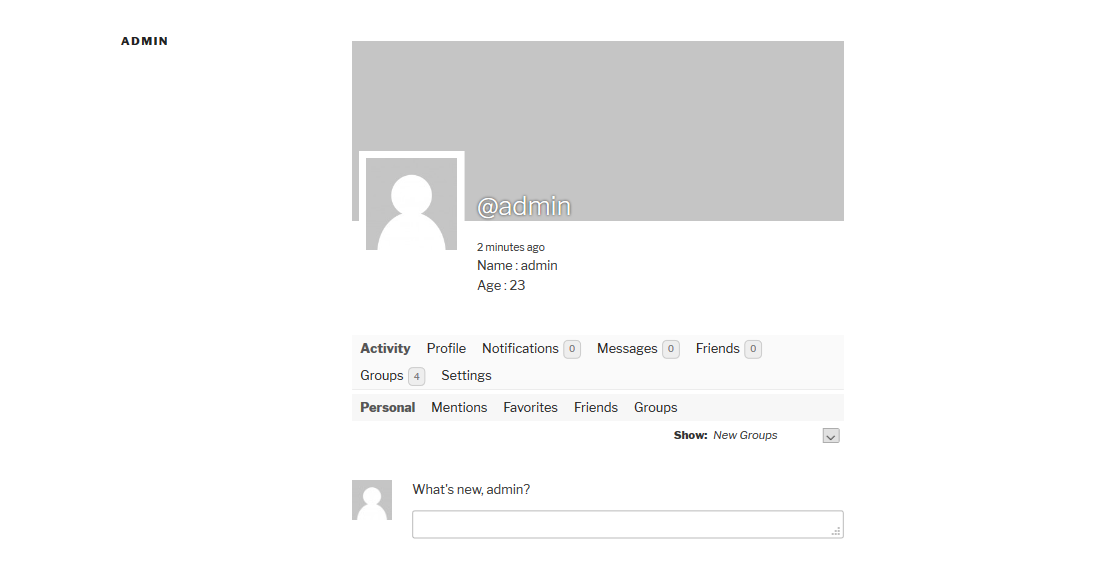 ADMIN
@admin
2 minutes ago
Name : admin
Age : 23
Activity Profile Notifications 0 Messages 0 Friends 0
Groups 4 Settings
Personal Mentions Favorites Friends Groups
Show: New Groups
What's new, admin?